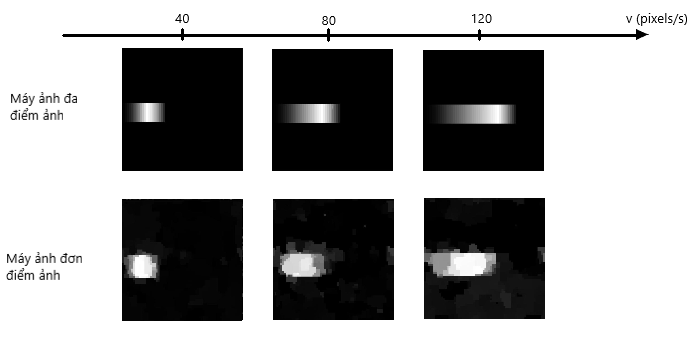 40 80 120 v (pixels/s)
Máy ảnh đa
điểm ảnh
Máy ảnh đơn
điểm ảnh